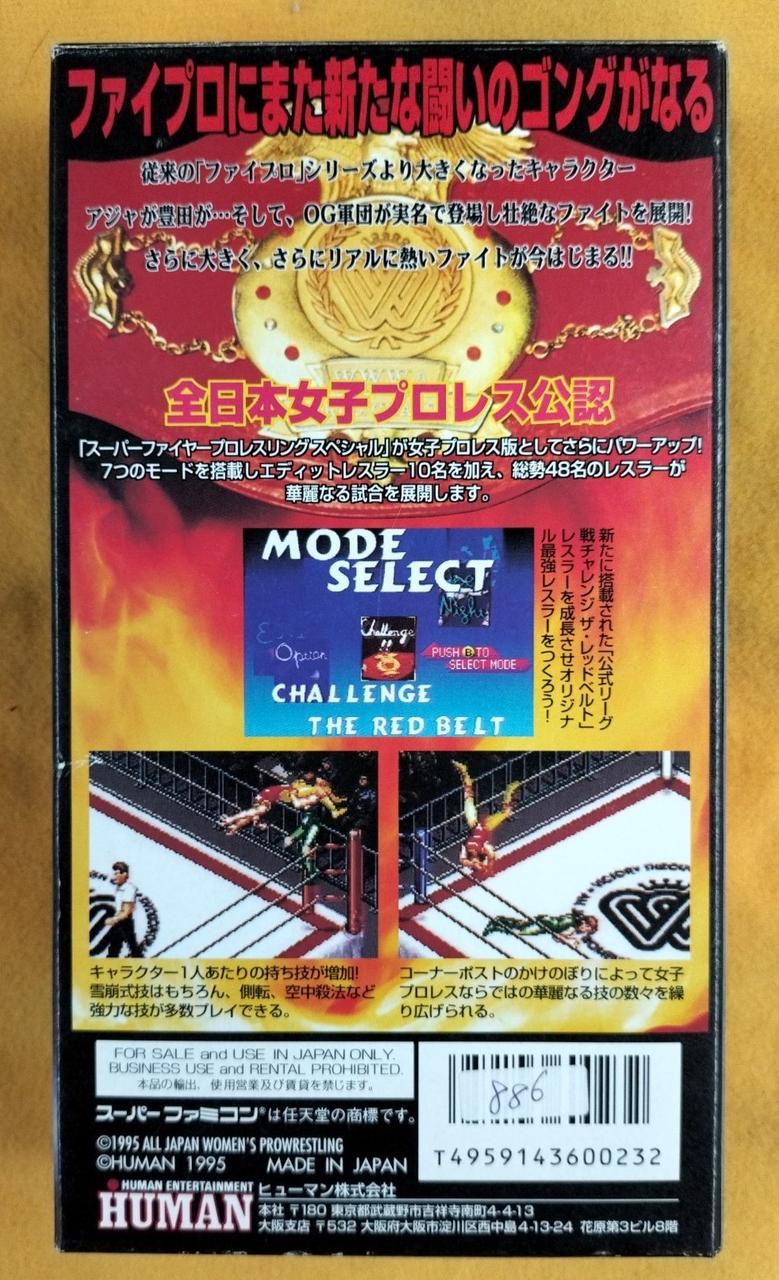 ファイプロにまた新たな闘いのゴングがなる
従来の｢ファイプロ｣シリーズより大きくなったキャラクター
アジャが豊田が…そして、OG軍団が実名で登場し壮絶なファイトを展開!
さらに大きく、さらにリアルに熱いファイトが今はじまる!!
全日本女子プロレス公認
｢スーパーファイヤープロレスリングスペシャル｣が女子プロレス版としてさらにパワーアップ!
7つのモードを搭載しエディットレスラー10名を加え、総勢48名のレスラーが
華麗なる試合を展開します。
MODE
SELECT
Night
Challenge
Option
PUSH B TO
SELECT MODE
CHALLENGE
THE RED BELT
新たに搭載された｢公式リーグ
戦チャレンジ ザ・レッドベルト｣
レスラーを成長させオリジナ
ル最強レスラーをつくろう!
キャラクター1人あたりの持ち技が増加!
雪崩式技はもちろん、側転、空中殺法など
強力な技が多数プレイできる。
コーナーポストのかけのぼりによって女子
プロレスならではの華麗なる技の数々を繰
り広げられる。
FOR SALE and USE IN JAPAN ONLY.
BUSINESS USE and RENTAL PROHIBITED.
本品の輸出、使用営業及び賃貸を禁じます。
スーパーファミコン®は任天堂の商標です。
©1995 ALL JAPAN WOMEN'S PROWRESTLING
©HUMAN 1995 MADE IN JAPAN
886
T4959143600232
HUMAN ENTERTAINMENT
HUMAN
ヒューマン株式会社
本社 〒180 東京都武蔵野市吉祥寺南町4-4-13
大阪支店 〒532 大阪府大阪市淀川区西中島4-13-24 花原第3ビル8階